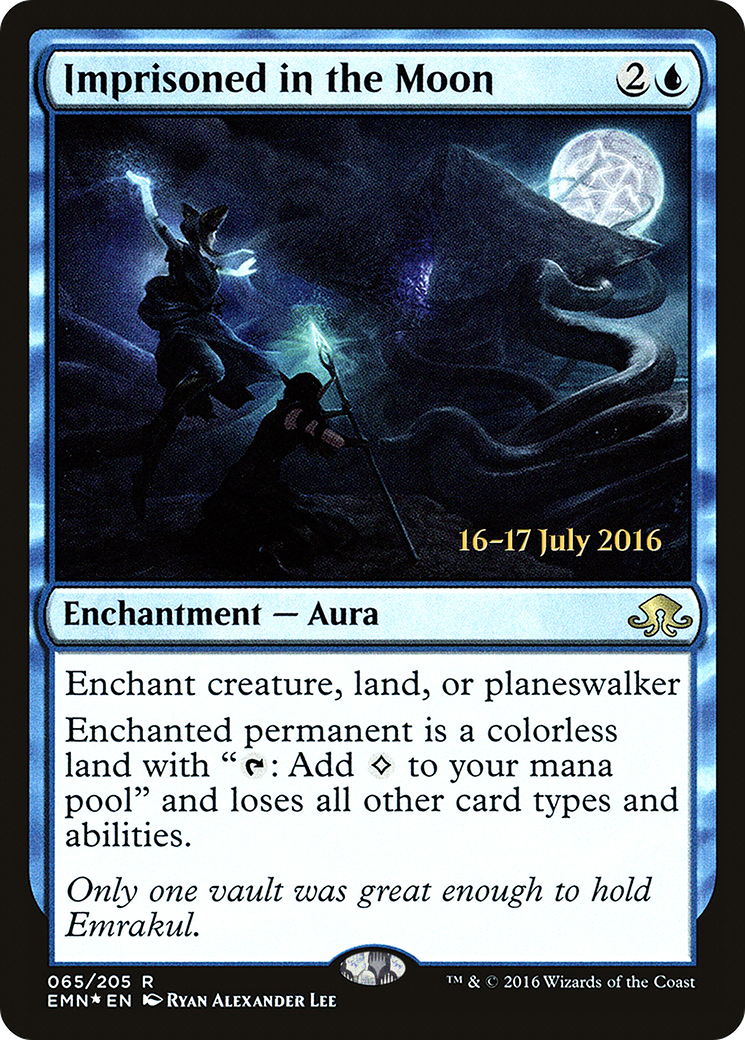 Imprisoned in the Moon 2
16–17 July 2016
Enchantment — Aura
Enchant creature, land, or planeswalker
Enchanted permanent is a colorless
land with “: Add to your mana
pool” and loses all other card types and
abilities.
Only one vault was great enough to hold
Emrakul.
065/205 R
EMN★EN Ryan Alexander Lee
™ & © 2016 Wizards of the Coast